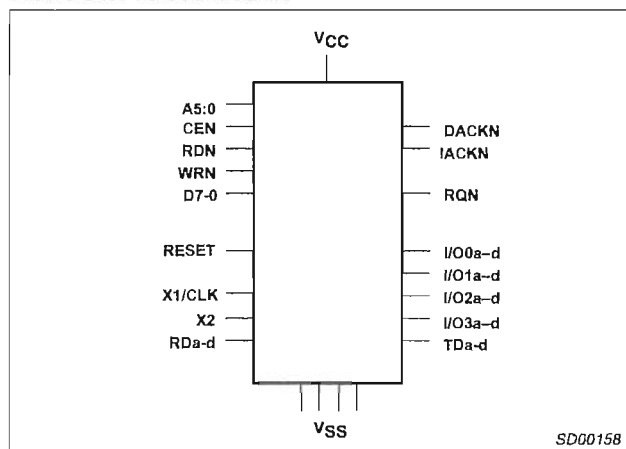 VCC
A5:0
CEN
RDN
WRN
D7-0
RESET
X1/CLK
X2
RDa-d
DACKN
IACKN
RQN
I/O0a–d
I/O1a–d
I/O2a–d
I/O3a–d
TDa-d
VSS
SD00158